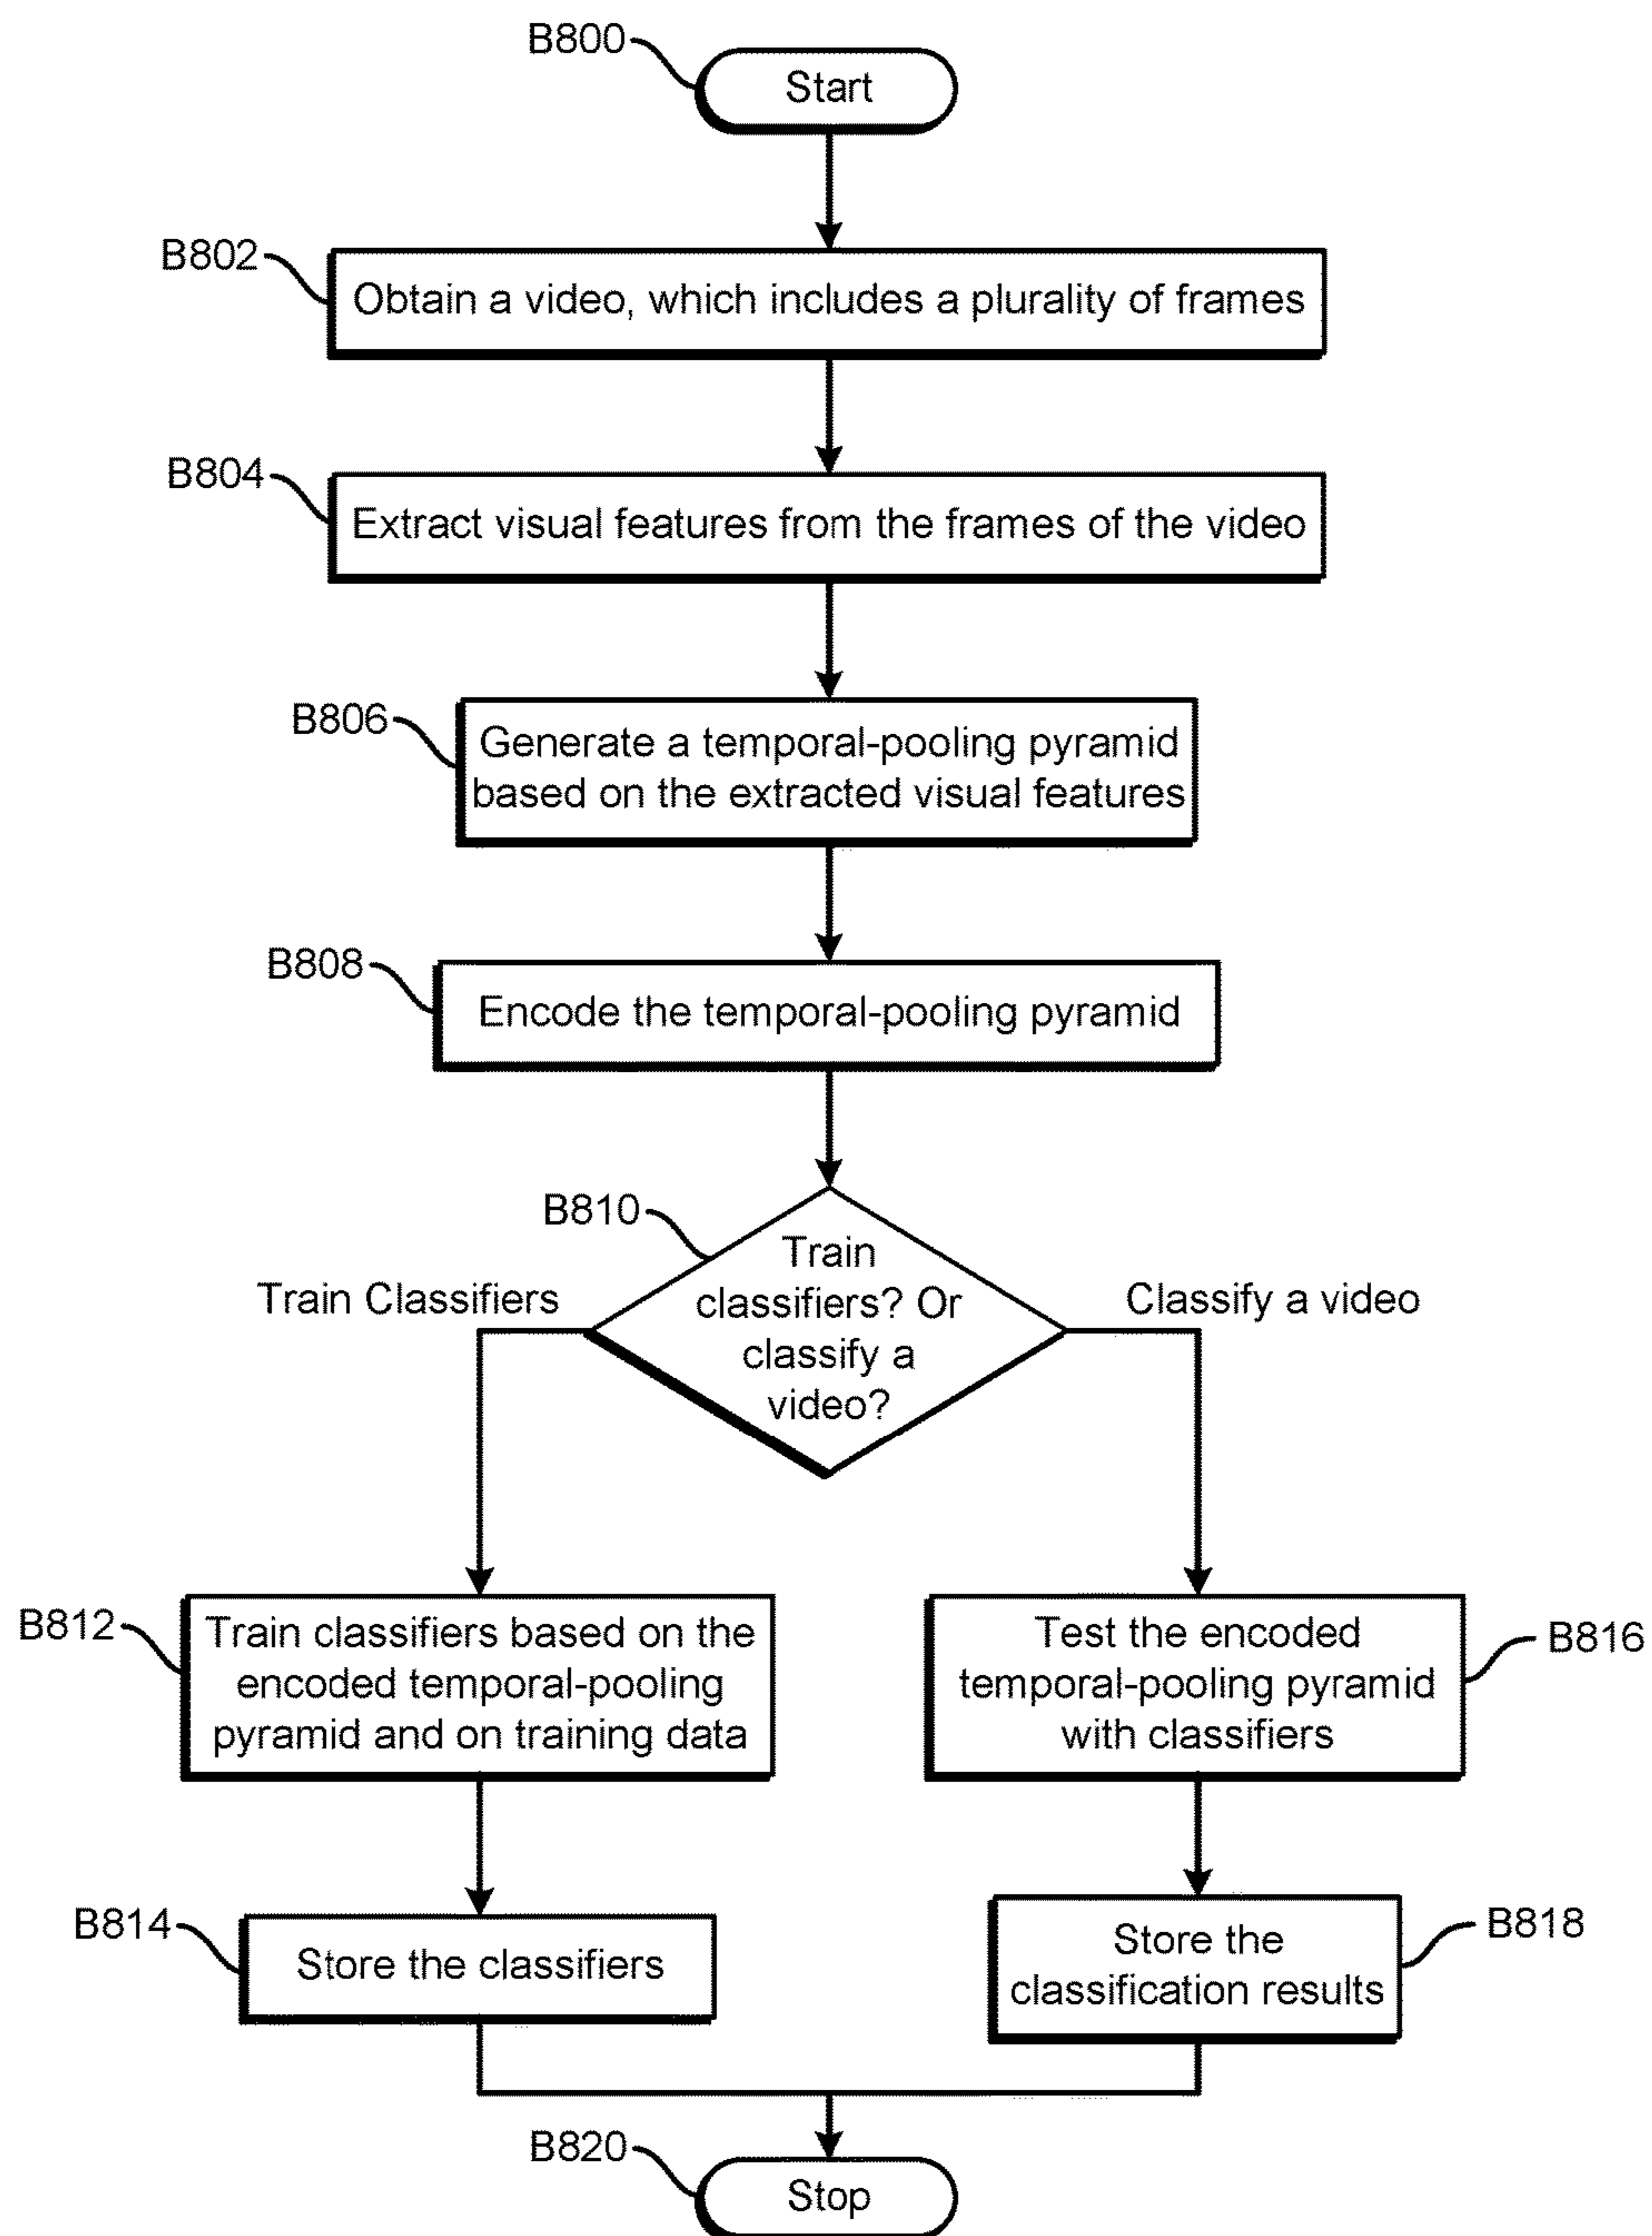 B800
Start
B802
Obtain a video, which includes a plurality of frames
B804
Extract visual features from the frames of the video
B806
Generate a temporal-pooling pyramid
based on the extracted visual features
B808
Encode the temporal-pooling pyramid
B810
Train
classifiers? Or
classify a
video?
Train Classifiers
Classify a video
B812
Train classifiers based on the
encoded temporal-pooling
pyramid and on training data
B816
Test the encoded
temporal-pooling pyramid
with classifiers
B814
Store the classifiers
B818
Store the
classification results
B820
Stop